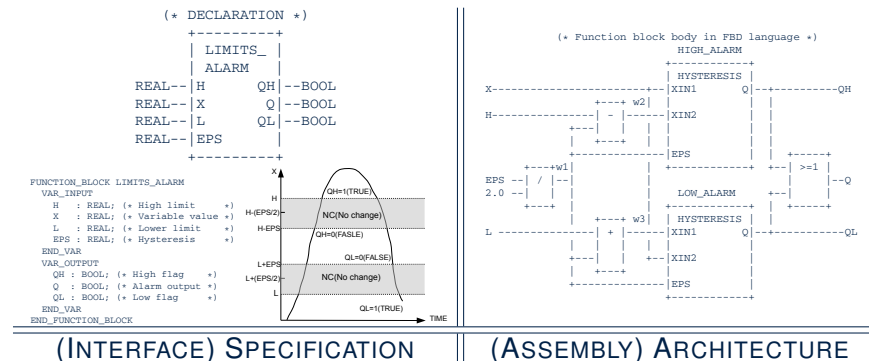 (* DECLARATION *)
+-----------+
| LIMITS_ |
| ALARM |
REAL--|H QH|--BOOL
REAL--|X Q|--BOOL
REAL--|L QL|--BOOL
REAL--|EPS |
+-----------+
FUNCTION_BLOCK LIMITS_ALARM
VAR_INPUT
H : REAL; (* High limit *)
X : REAL; (* Variable value *)
L : REAL; (* Lower limit *)
EPS : REAL; (* Hysteresis *)
END_VAR
VAR_OUTPUT
QH : BOOL; (* High flag *)
Q : BOOL; (* Alarm output *)
QL : BOOL; (* Low flag *)
END_VAR
END_FUNCTION_BLOCK
X
QH=1(TRUE)
H
H-(EPS/2)
NC(No change)
H-EPS
QH=0(FASLE)
QL=0(FALSE)
L+EPS
L+(EPS/2)
NC(No change)
L
QL=1(TRUE)
TIME
(INTERFACE) SPECIFICATION
(* Function block body in FBD language *)
HIGH_ALARM
HYSTERESIS
X
XIN1
Q
QH
w2
H
-
XIN2
EPS
w1
>=1
EPS
/
Q
2.0
LOW_ALARM
HYSTERESIS
w3
L
+
XIN1
Q
QL
XIN2
EPS
(ASSEMBLY) ARCHITECTURE